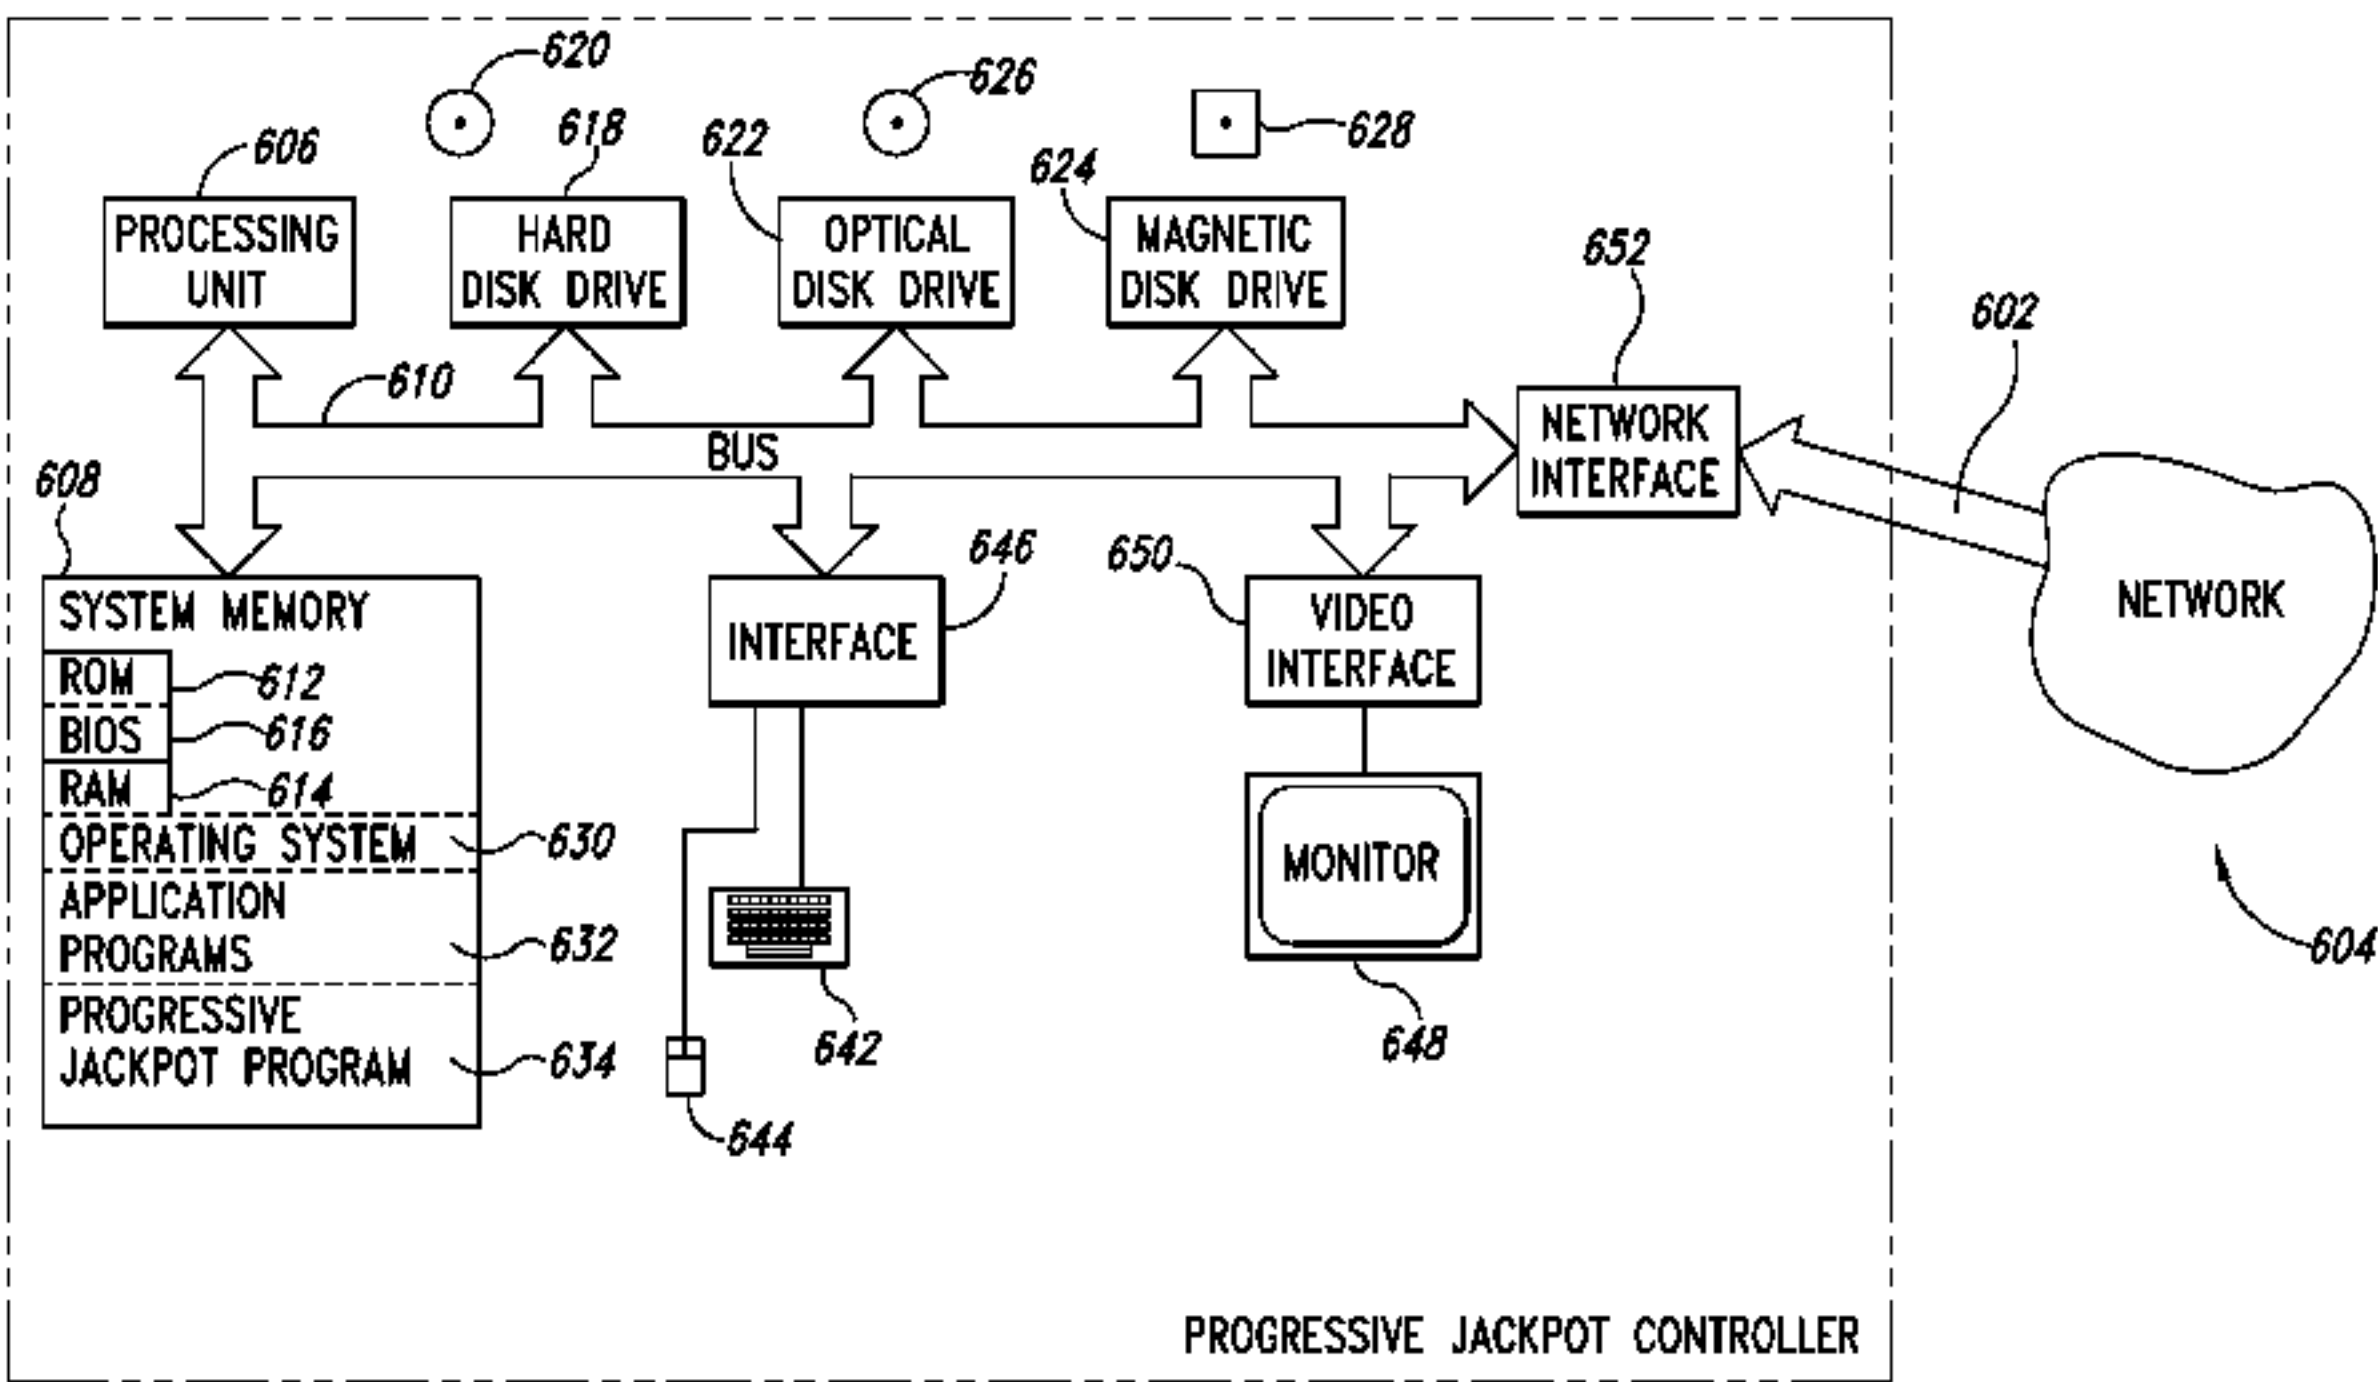 620
626
618
628
606
622
624
PROCESSING
UNIT
HARD
DISK DRIVE
OPTICAL
DISK DRIVE
MAGNETIC
DISK DRIVE
652
602
610
BUS
NETWORK
INTERFACE
608
646
650
SYSTEM MEMORY
ROM
612
BIOS
616
RAM
614
OPERATING SYSTEM
630
APPLICATION
PROGRAMS
632
PROGRESSIVE
JACKPOT PROGRAM
634
INTERFACE
VIDEO
INTERFACE
NETWORK
MONITOR
604
642
648
644
PROGRESSIVE JACKPOT CONTROLLER